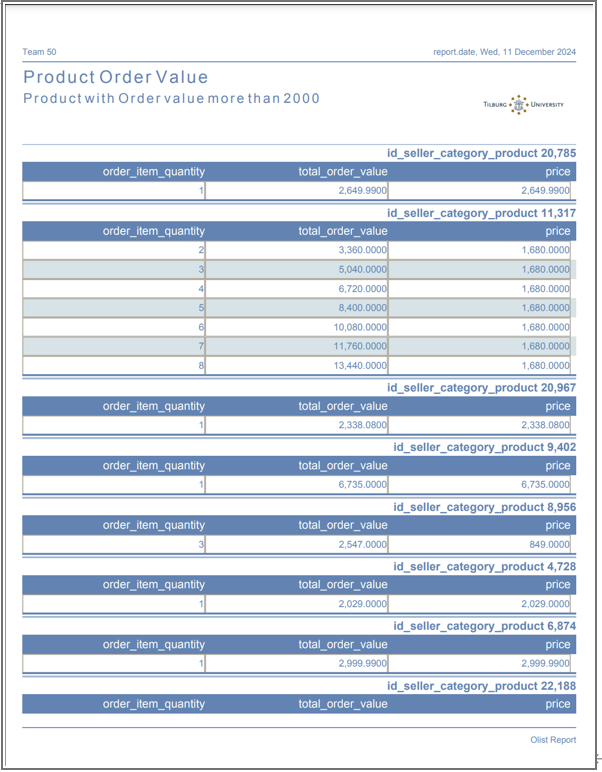 Team 50 report.date, Wed, 11 December 2024
Product Order Value
Product with Order value more than 2000
TILBURG UNIVERSITY
id_seller_category_product 20,785
order_item_quantity total_order_value price
1 2,649.9900 2,649.9900
id_seller_category_product 11,317
order_item_quantity total_order_value price
2 3,360.0000 1,680.0000
3 5,040.0000 1,680.0000
4 6,720.0000 1,680.0000
5 8,400.0000 1,680.0000
6 10,080.0000 1,680.0000
7 11,760.0000 1,680.0000
8 13,440.0000 1,680.0000
id_seller_category_product 20,967
order_item_quantity total_order_value price
1 2,338.0800 2,338.0800
id_seller_category_product 9,402
order_item_quantity total_order_value price
1 6,735.0000 6,735.0000
id_seller_category_product 8,956
order_item_quantity total_order_value price
3 2,547.0000 849.0000
id_seller_category_product 4,728
order_item_quantity total_order_value price
1 2,029.0000 2,029.0000
id_seller_category_product 6,874
order_item_quantity total_order_value price
1 2,999.9900 2,999.9900
id_seller_category_product 22,188
order_item_quantity total_order_value price
Olist Report